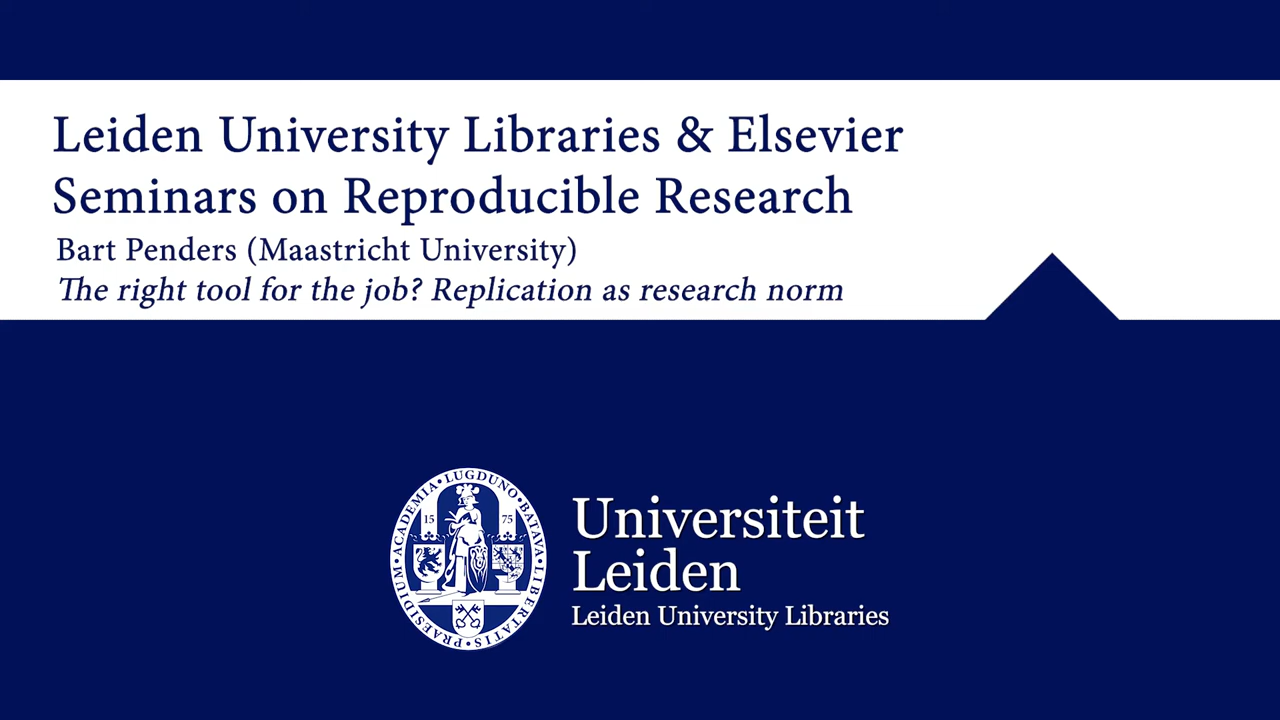 Leiden University Libraries & Elsevier
Seminars on Reproducible Research
Bart Penders (Maastricht University)
The right tool for the job? Replication as research norm
ACADEMIA • LUGDUNO • BATAVA • LIBERTATIS • PRAESIDIUM •
15 75
Universiteit
Leiden
Leiden University Libraries